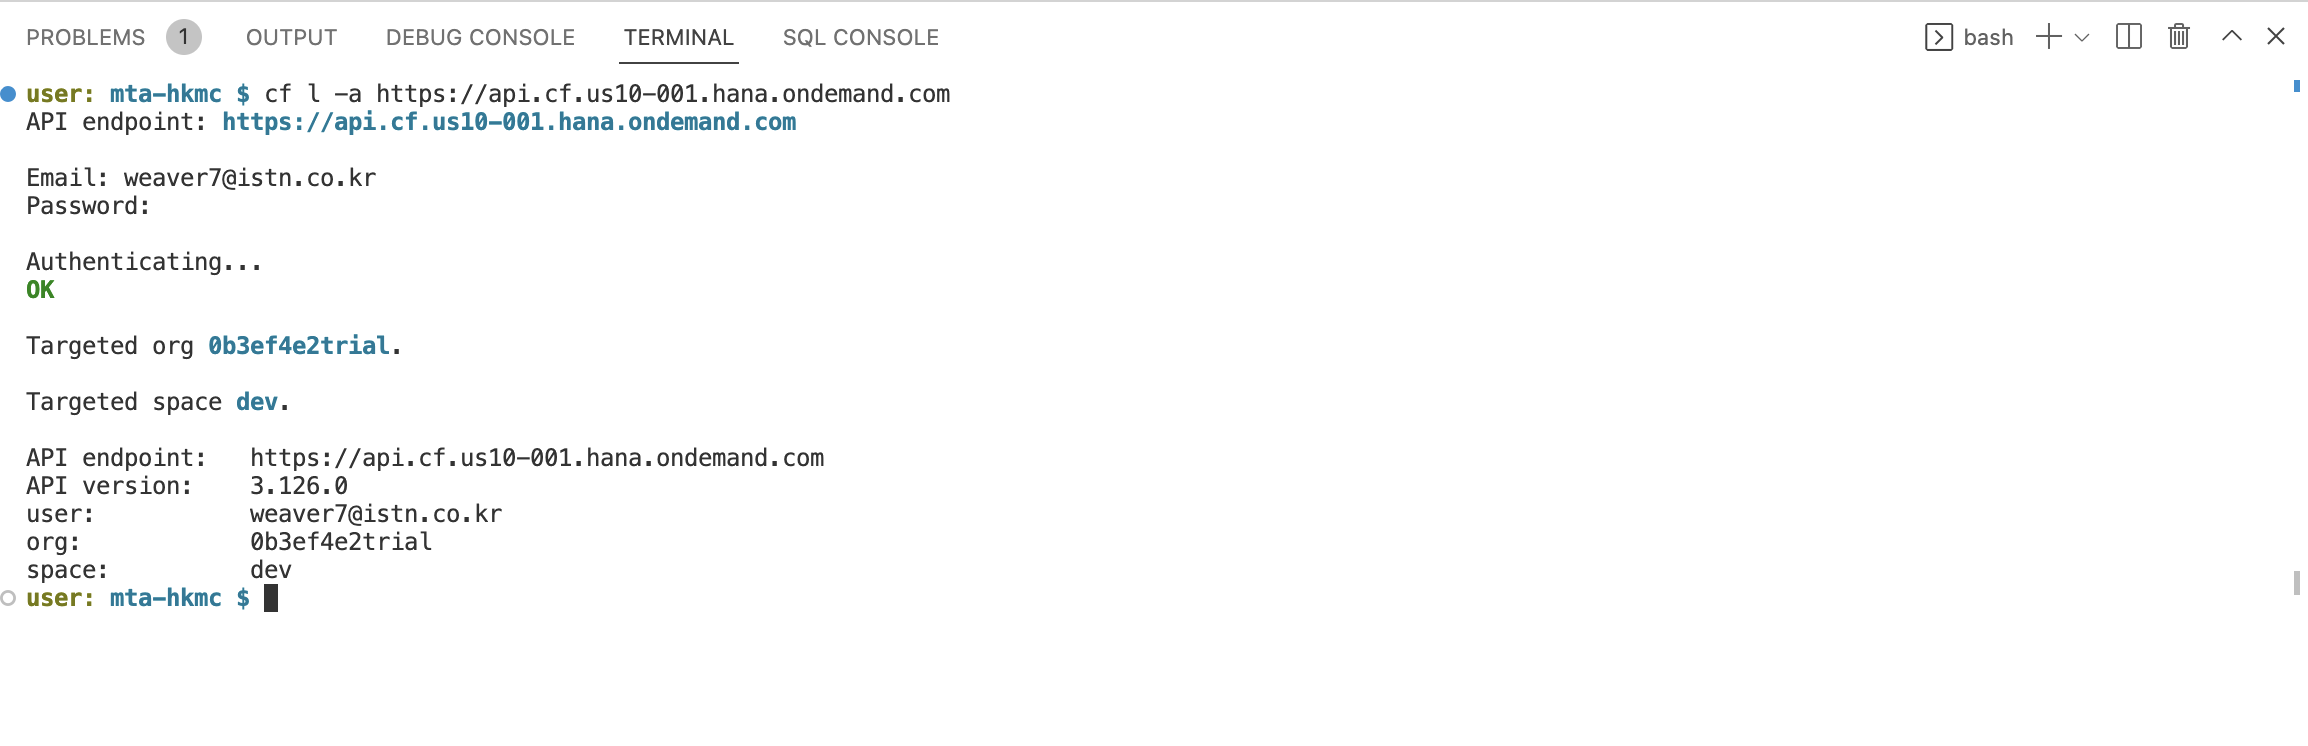 PROBLEMS 1 OUTPUT DEBUG CONSOLE TERMINAL SQL CONSOLE bash
user: mta-hkmc $ cf l -a https://api.cf.us10-001.hana.ondemand.com
API endpoint: https://api.cf.us10-001.hana.ondemand.com
Email: weaver7@istn.co.kr
Password:
Authenticating...
OK
Targeted org 0b3ef4e2trial.
Targeted space dev.
API endpoint: https://api.cf.us10-001.hana.ondemand.com
API version: 3.126.0
user: weaver7@istn.co.kr
org: 0b3ef4e2trial
space: dev
user: mta-hkmc $